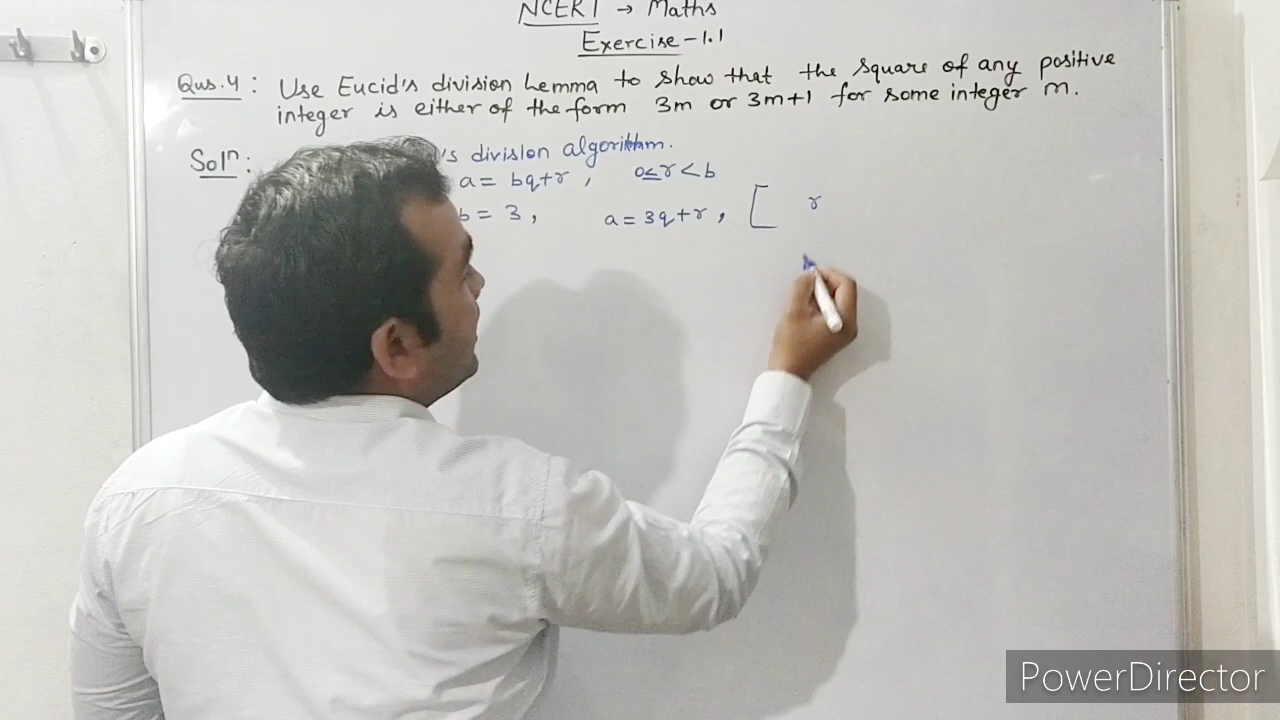 NCERT → Maths
Exercise-1.1
Qus.4: Use Eucid's division Lemma to show that the square of any positive
integer is either of the form 3m or 3m+1 for some integer m.
Solⁿ: 's division algorithm.
a = bq+r , 0≤r<b
b = 3, a = 3q+r, [ r
PowerDirector